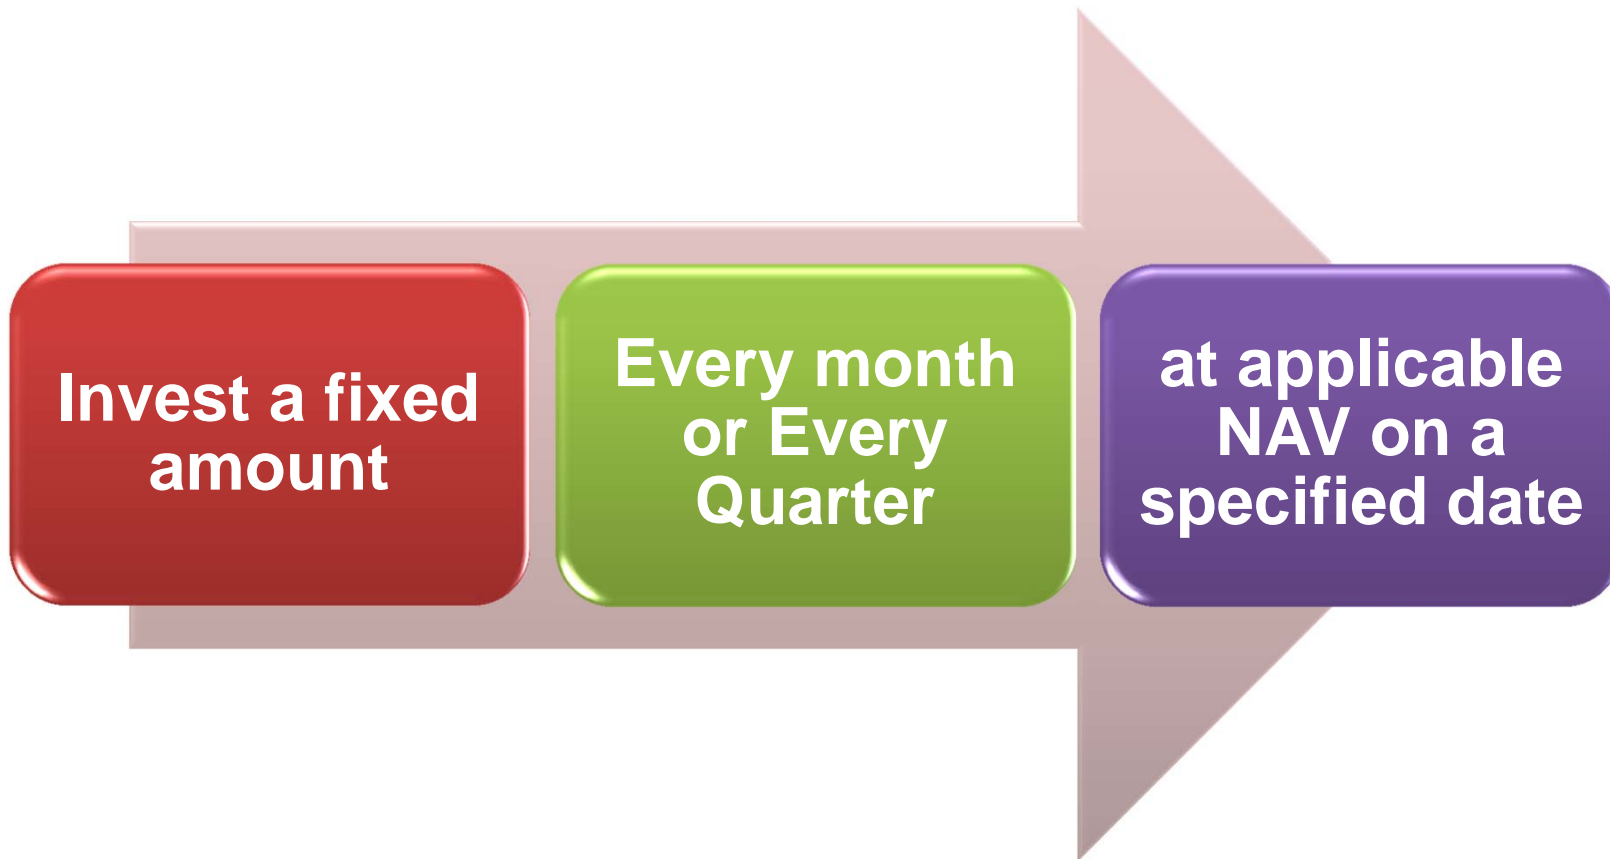 Invest a fixed
amount
Every month
or Every
Quarter
at applicable
NAV on a
specified date